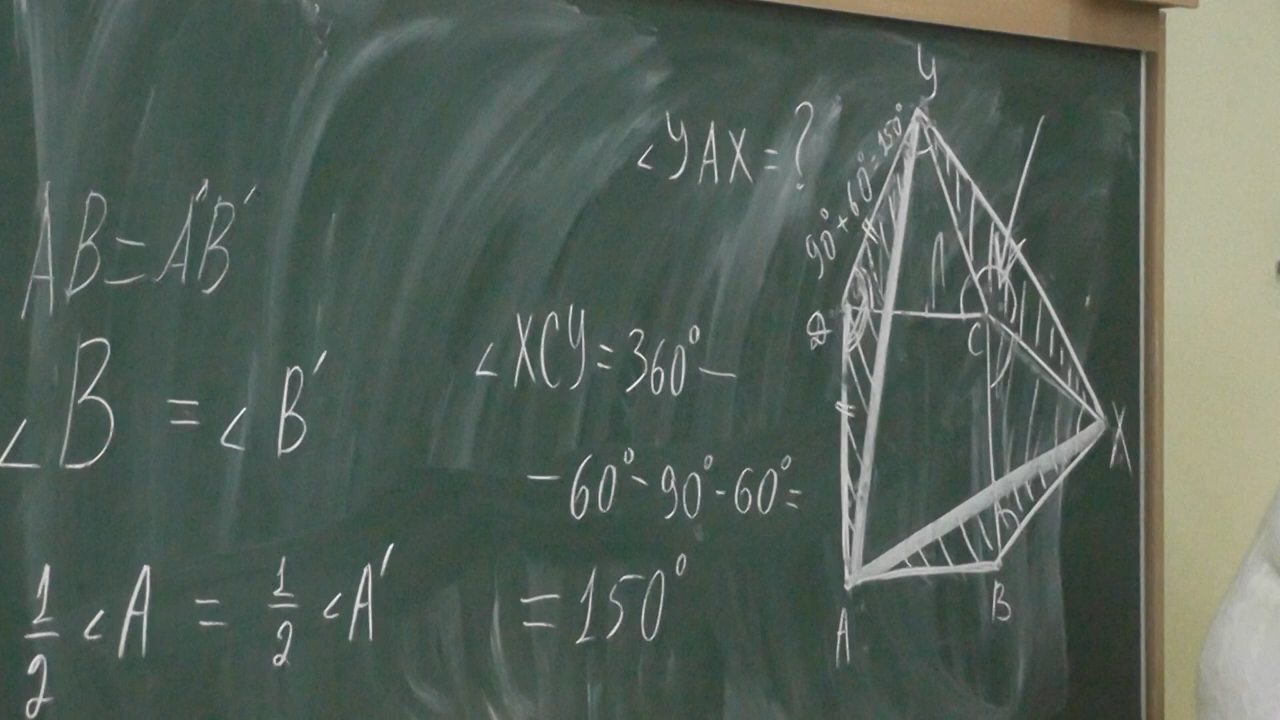 AB = A'B'
∠B = ∠B'
1/2 ∠A = 1/2 ∠A'
∠YAX = ?
∠XCY = 360° -
- 60° - 90° - 60° =
= 150°
90° + 60° = 150°
Y
C
X
A
B